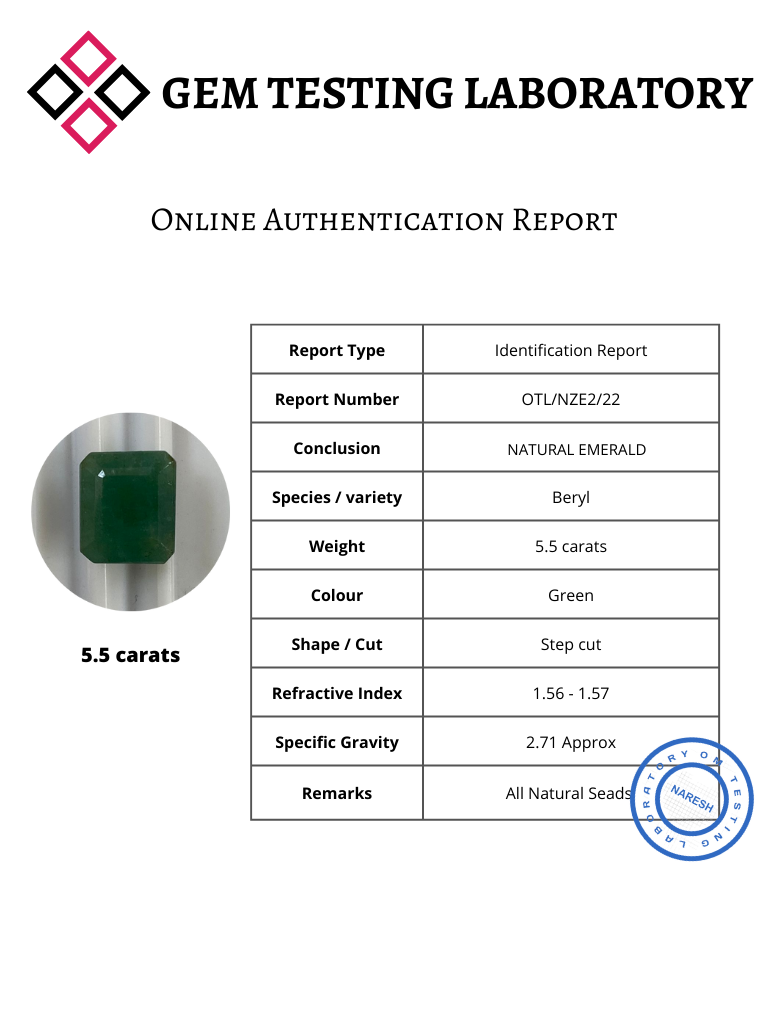 GEM TESTING LABORATORY
Online Authentication Report
Report Type Identification Report
Report Number OTL/NZE2/22
Conclusion NATURAL EMERALD
Species / variety Beryl
Weight 5.5 carats
Colour Green
Shape / Cut Step cut
Refractive Index 1.56 - 1.57
Specific Gravity 2.71 Approx
Remarks All Natural Seads
5.5 carats
OM TESTING LABORATORY
NARESH